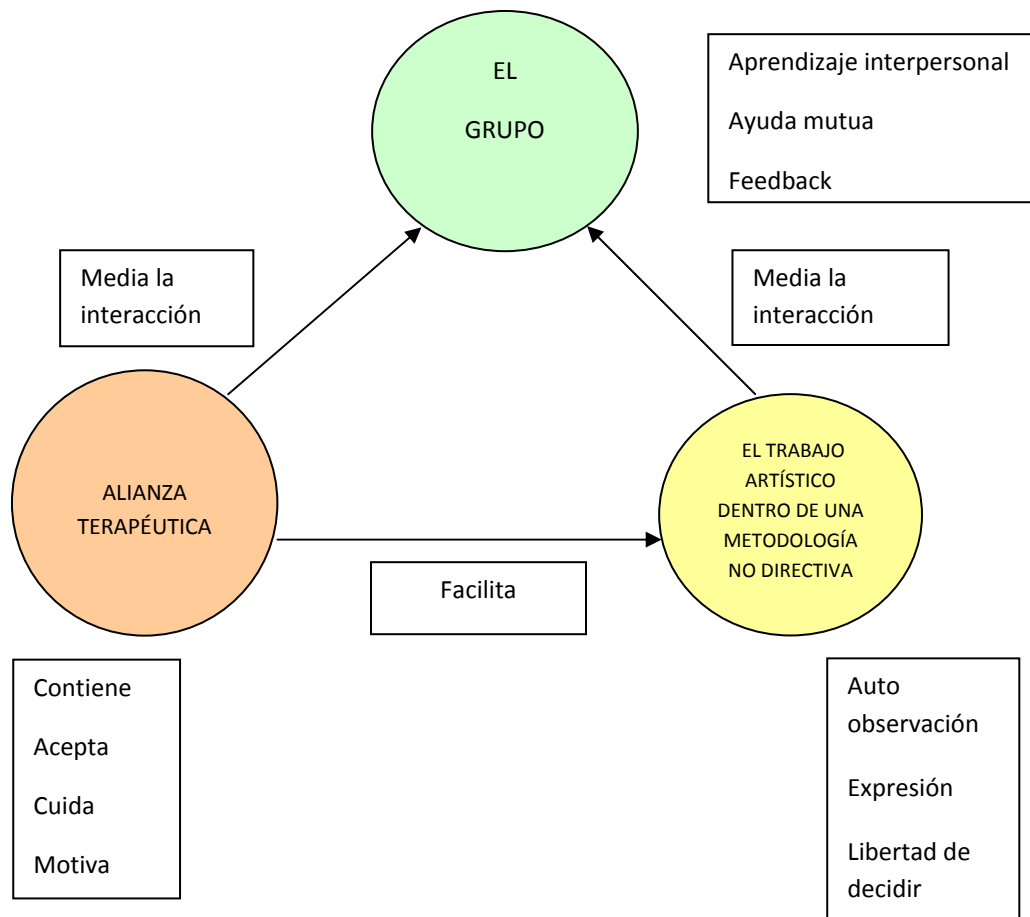 EL
GRUPO
Aprendizaje interpersonal
Ayuda mutua
Feedback
Media la
interacción
Media la
interacción
ALIANZA
TERAPÉUTICA
EL TRABAJO
ARTÍSTICO
DENTRO DE UNA
METODOLOGÍA
NO DIRECTIVA
Facilita
Contiene
Acepta
Cuida
Motiva
Auto
observación
Expresión
Libertad de
decidir